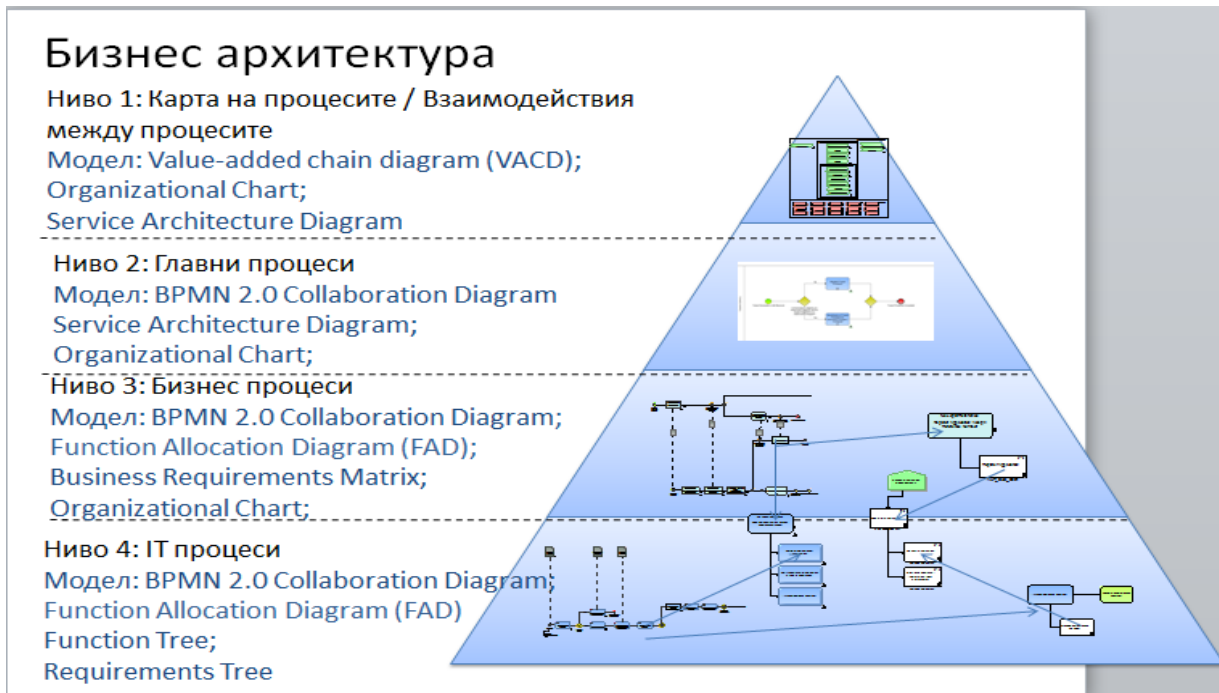 Бизнес архитектура
Ниво 1: Карта на процесите / Взаимодействия
между процесите
Модел: Value-added chain diagram (VACD);
Organizational Chart;
Service Architecture Diagram
Ниво 2: Главни процеси
Модел: BPMN 2.0 Collaboration Diagram
Service Architecture Diagram;
Organizational Chart;
Ниво 3: Бизнес процеси
Модел: BPMN 2.0 Collaboration Diagram;
Function Allocation Diagram (FAD);
Business Requirements Matrix;
Organizational Chart;
Ниво 4: IT процеси
Модел: BPMN 2.0 Collaboration Diagram;
Function Allocation Diagram (FAD)
Function Tree;
Requirements Tree